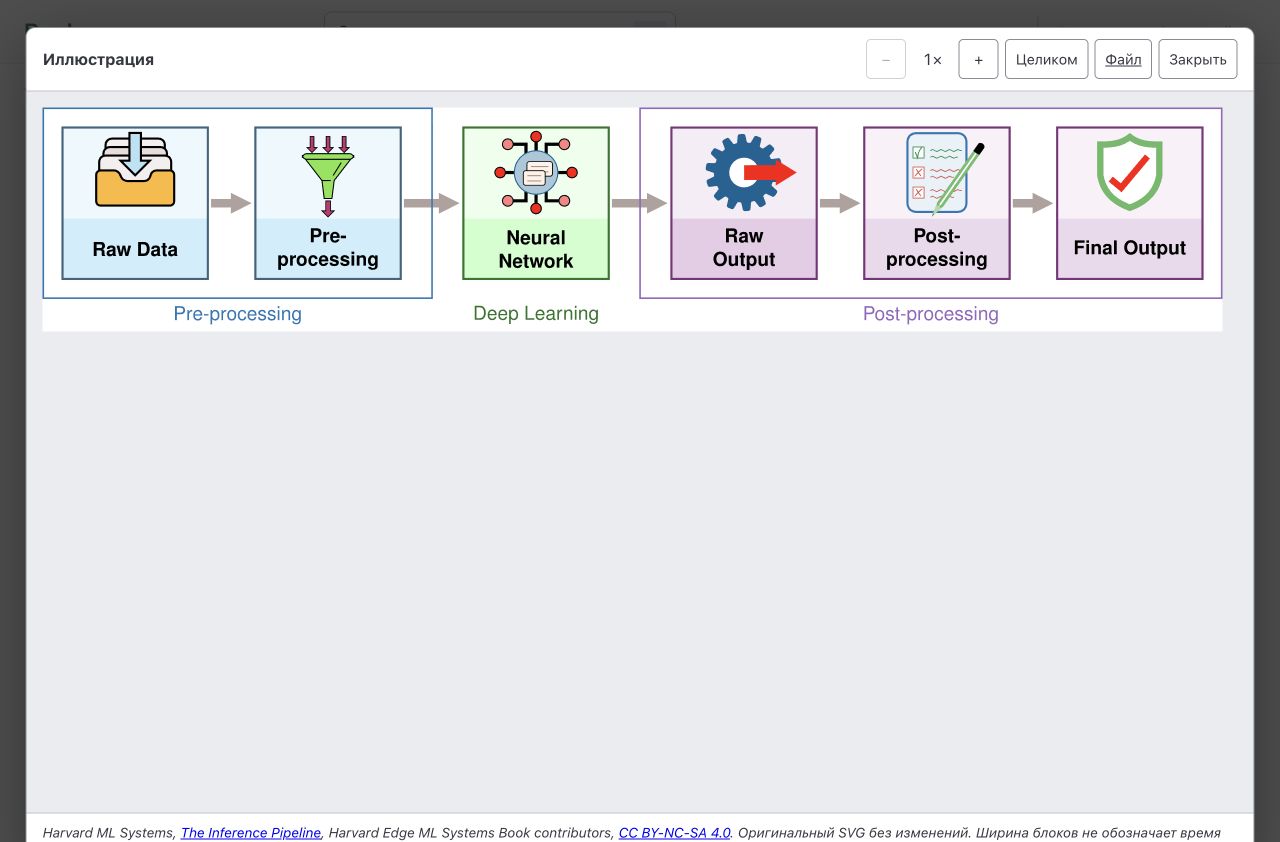 Иллюстрация
−
1×
+
Целиком
Файл
Закрыть
Raw Data
Pre-
processing
Neural
Network
Raw
Output
Post-
processing
Final Output
Pre-processing
Deep Learning
Post-processing
Harvard ML Systems, The Inference Pipeline, Harvard Edge ML Systems Book contributors, CC BY-NC-SA 4.0. Оригинальный SVG без изменений. Ширина блоков не обозначает время